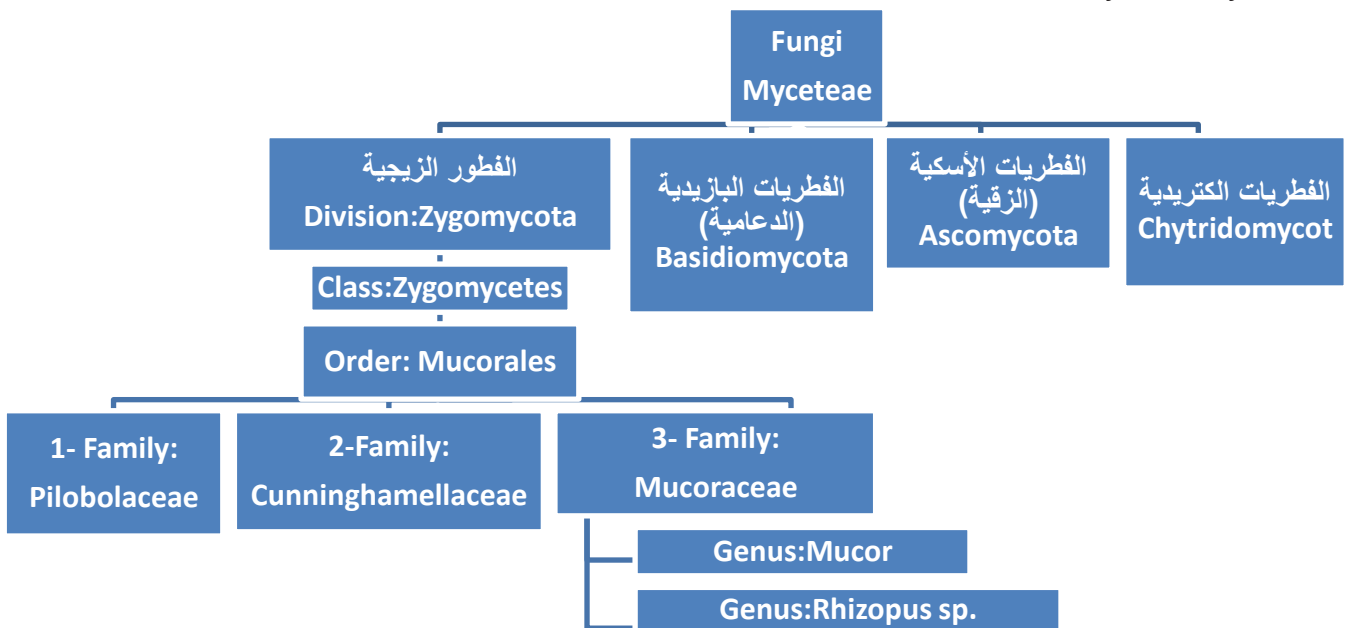 Fungi
Myceteae
الفطور الزيجية
Division:Zygomycota
الفطريات البازيدية
(الدعامية)
Basidiomycota
الفطريات الأسكية
(الزقية)
Ascomycota
الفطريات الكتريدية
Chytridomycot
Class:Zygomycetes
Order: Mucorales
1- Family:
Pilobolaceae
2-Family:
Cunninghamellaceae
3- Family:
Mucoraceae
Genus:Mucor
Genus:Rhizopus sp.